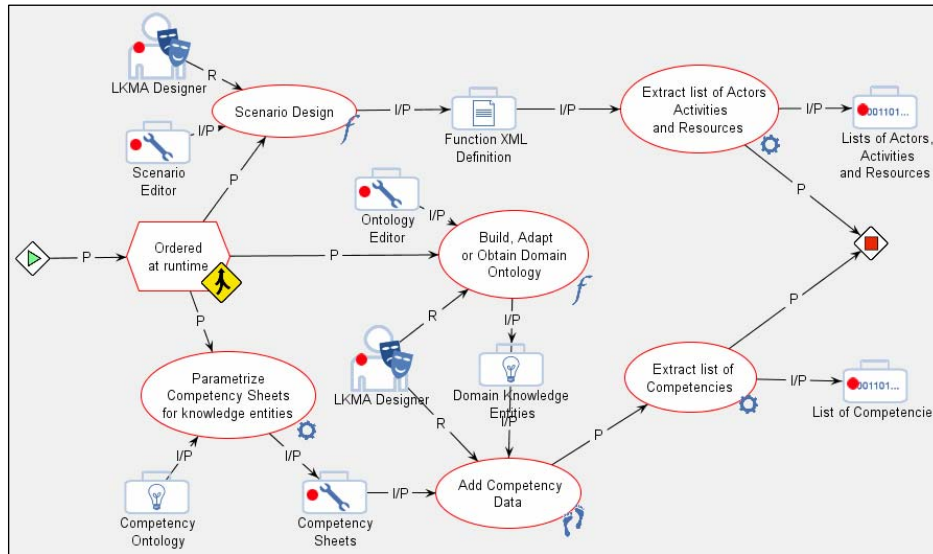 LKMA Designer
R
Scenario Design
f
I/P
Function XML
Definition
I/P
Extract list of Actors
Activities
and Resources
I/P
0001101...
Lists of Actors,
Activities
and Resources
I/P
Scenario
Editor
P
Ontology
Editor
I/P
P
P
Ordered
at runtime
P
Build, Adapt
or Obtain Domain
Ontology
f
P
R
I/P
P
LKMA Designer
Domain Knowledge
Entities
I/P
R
Parametrize
Competency Sheets
for knowledge entities
Extract list of
Competencies
I/P
001101...
List of Competencie
P
I/P
I/P
Competency
Ontology
Competency
Sheets
I/P
Add Competency
Data